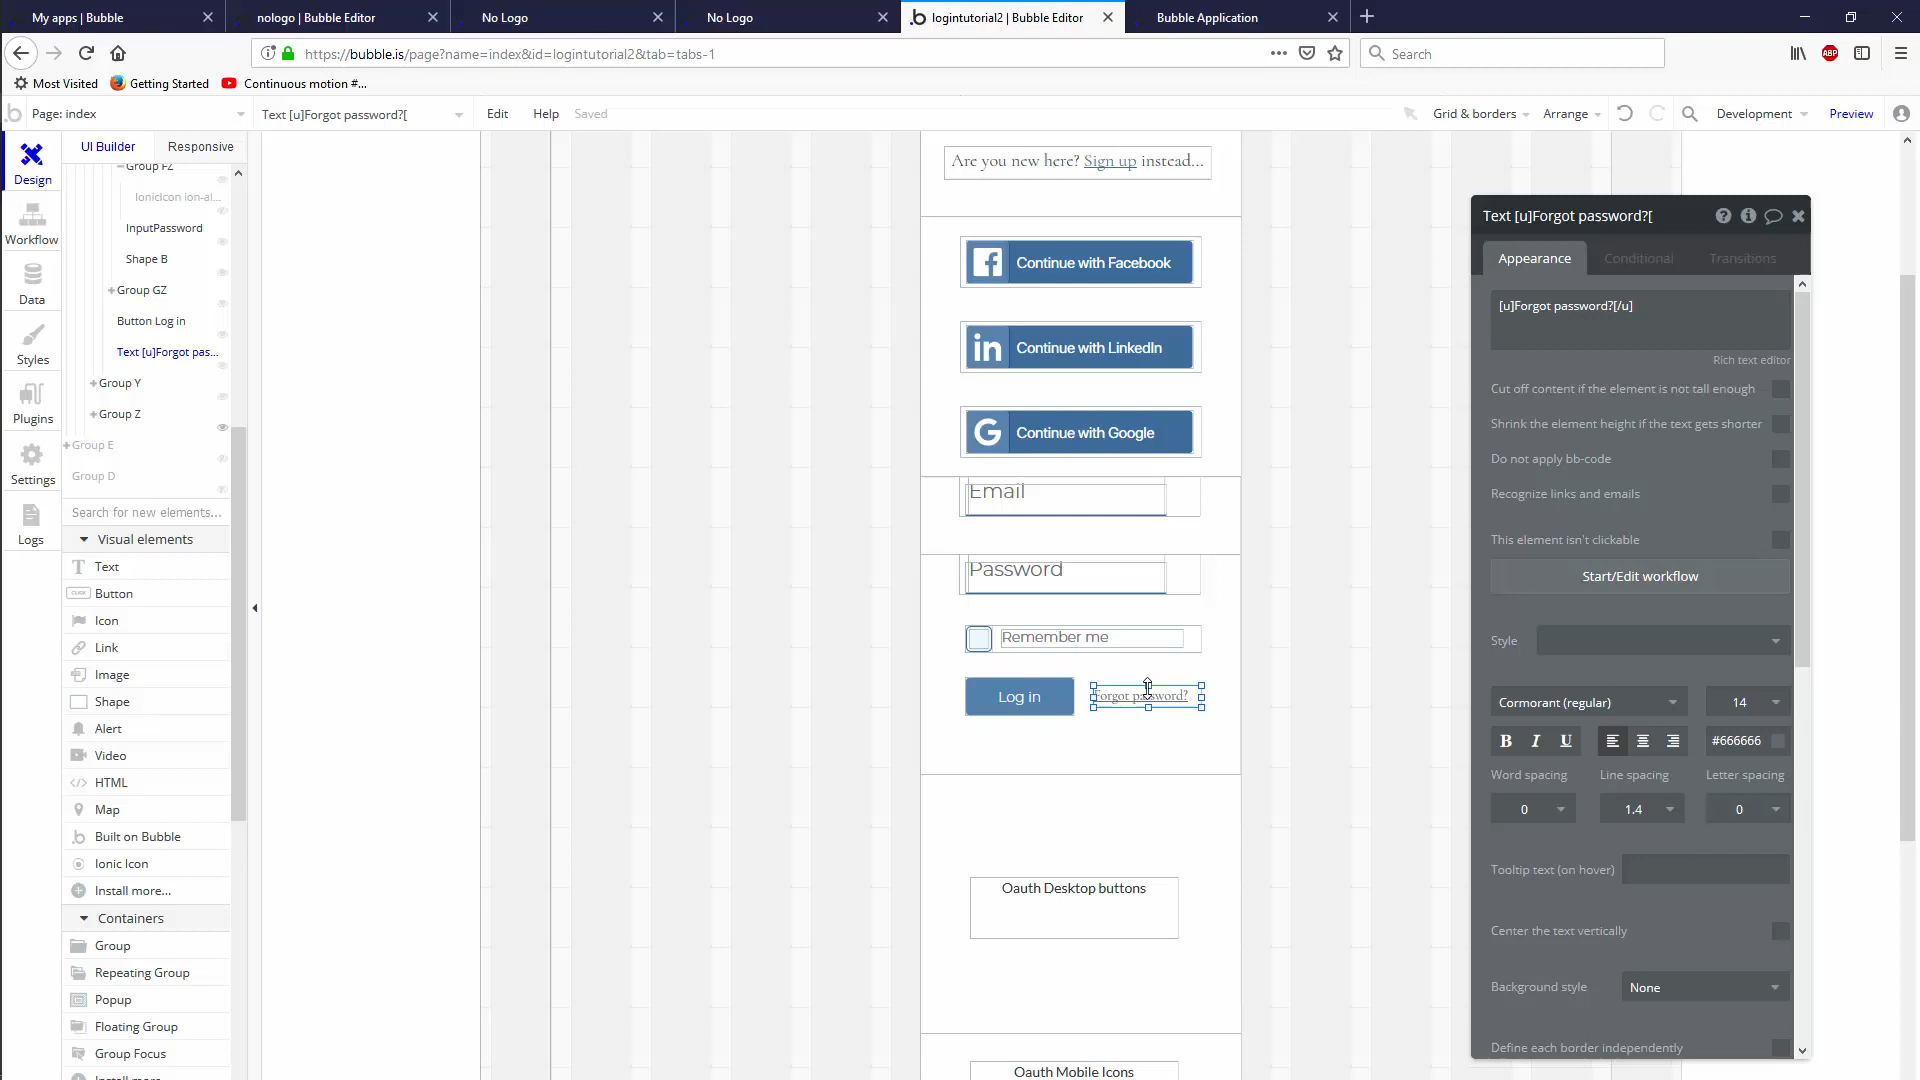 My apps | Bubble
nologo | Bubble Editor
No Logo
No Logo
logintutorial2 | Bubble Editor
Bubble Application
https://bubble.is/page?name=index&id=logintutorial2&tab=tabs-1
Search
Most Visited
Getting Started
Continuous motion #...
Page: index
Text [u]Forgot password?[
Edit
Help
Saved
Grid & borders
Arrange
Development
Preview
Design
Workflow
Data
Styles
Plugins
Settings
Logs
UI Builder
Responsive
Group FZ
IonicIcon ion-al...
InputPassword
Shape B
Group GZ
Button Log in
Text [u]Forgot pas...
Group Y
Group Z
Group E
Group D
Search for new elements...
Visual elements
Text
Button
Icon
Link
Image
Shape
Alert
Video
HTML
Map
Built on Bubble
Ionic Icon
Install more...
Containers
Group
Repeating Group
Popup
Floating Group
Group Focus
Are you new here? Sign up instead...
Continue with Facebook
Continue with LinkedIn
Continue with Google
Email
Password
Remember me
Log in
Forgot password?
Oauth Desktop buttons
Oauth Mobile Icons
Text [u]Forgot password?[
Appearance
Conditional
Transitions
[u]Forgot password?[/u]
Rich text editor
Cut off content if the element is not tall enough
Shrink the element height if the text gets shorter
Do not apply bb-code
Recognize links and emails
This element isn't clickable
Start/Edit workflow
Style
Cormorant (regular)
14
B I U
#666666
Word spacing
Line spacing
Letter spacing
0
1.4
0
Tooltip text (on hover)
Center the text vertically
Background style
None
Define each border independently